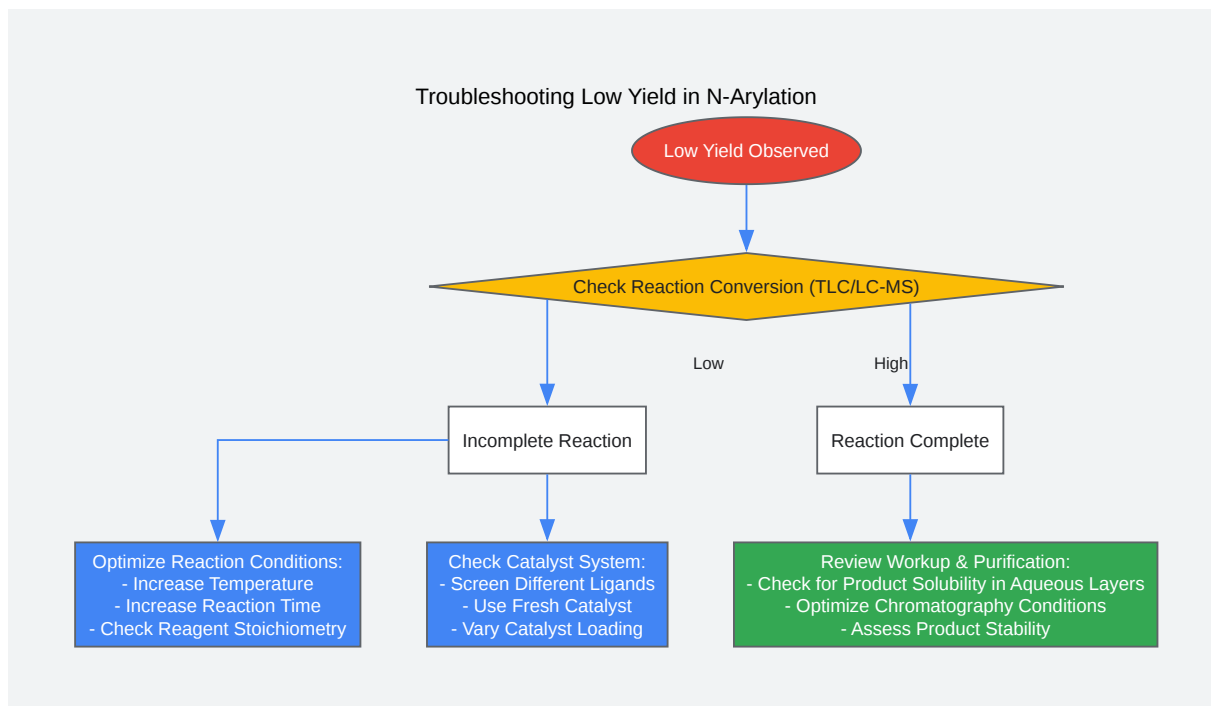 Troubleshooting Low Yield in N-Arylation
Low Yield Observed
Check Reaction Conversion (TLC/LC-MS)
Low
High
Incomplete Reaction
Reaction Complete
Optimize Reaction Conditions:
- Increase Temperature
- Increase Reaction Time
- Check Reagent Stoichiometry
Check Catalyst System:
- Screen Different Ligands
- Use Fresh Catalyst
- Vary Catalyst Loading
Review Workup & Purification:
- Check for Product Solubility in Aqueous Layers
- Optimize Chromatography Conditions
- Assess Product Stability